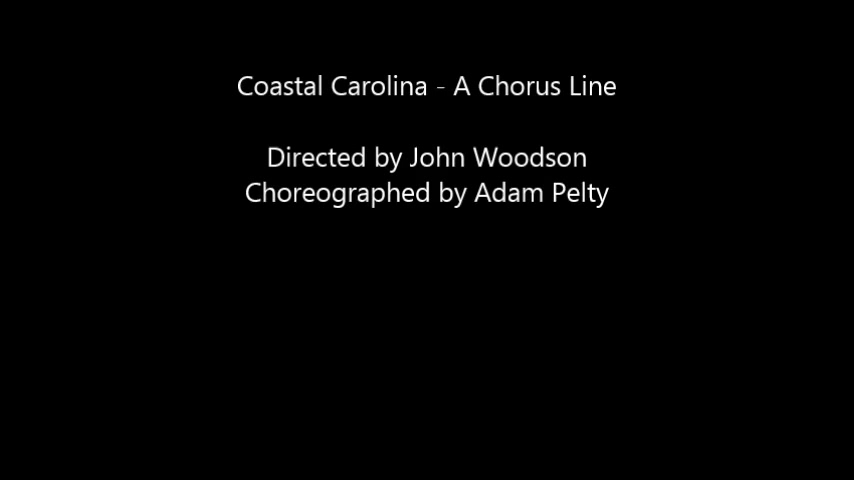 Coastal Carolina - A Chorus Line
Directed by John Woodson
Choreographed by Adam Pelty